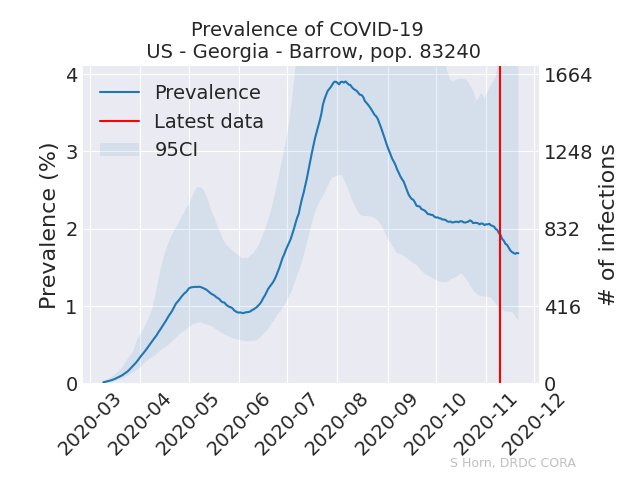 Prevalence of COVID-19
US - Georgia - Barrow, pop. 83240
Prevalence
Latest data
95CI
Prevalence (%)
4
3
2
1
0
1664
1248
832
416
0
# of infections
2020-03
2020-04
2020-05
2020-06
2020-07
2020-08
2020-09
2020-10
2020-11
2020-12
S Horn, DRDC CORA